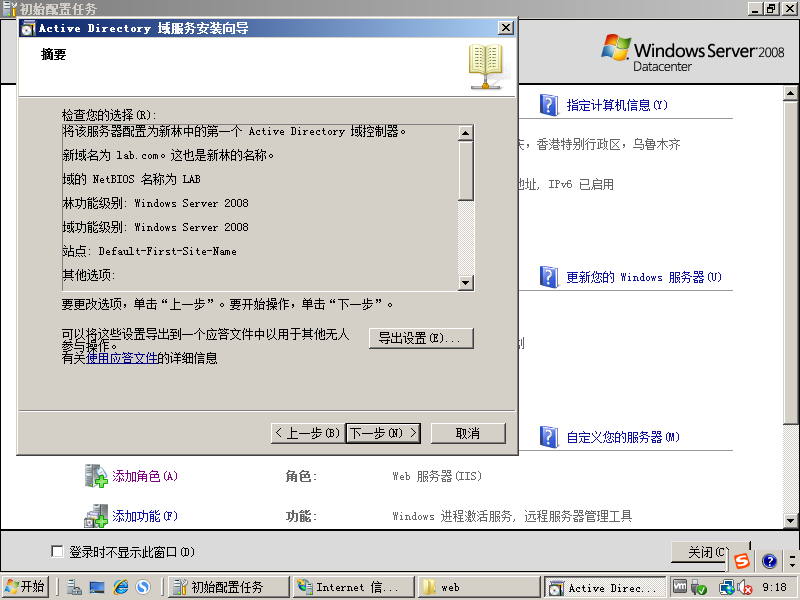 初始配置任务
Active Directory 域服务安装向导
摘要
Windows Server 2008
Datacenter
检查您的选择(R):
将该服务器配置为新林中的第一个 Active Directory 域控制器。
新域名为 lab.com。这也是新林的名称。
域的 NetBIOS 名称为 LAB
林功能级别: Windows Server 2008
域功能级别: Windows Server 2008
站点: Default-First-Site-Name
其他选项:
要更改选项，单击“上一步”。要开始操作，单击“下一步”。
可以将这些设置导出到一个应答文件中以用于其他无人
参与操作。
导出设置(E)...
有关使用应答文件的详细信息
< 上一步(B)
下一步(N) >
取消
指定计算机信息(Y)
，香港特别行政区，乌鲁木齐
地址, IPv6 已启用
更新您的 Windows 服务器(U)
自定义您的服务器(M)
添加角色(A)
角色:
Web 服务器(IIS)
添加功能(F)
功能:
Windows 进程激活服务, 远程服务器管理工具
登录时不显示此窗口(D)
关闭(C
开始
初始配置任务
Internet 信...
web
Active Direc...
9:18